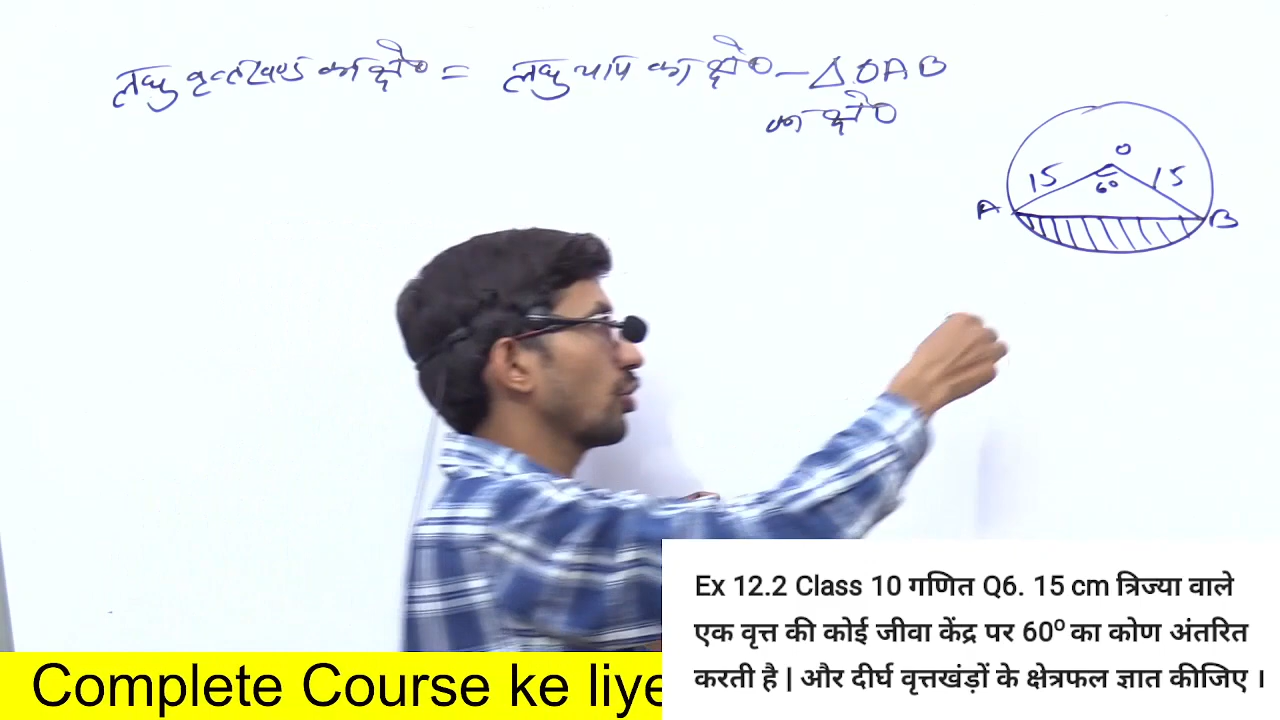 लघु वृत्तखण्ड का क्षे० = लघु चाप का क्षे० – △OAB
का क्षे०
O
15 60 15
A B
Ex 12.2 Class 10 गणित Q6. 15 cm त्रिज्या वाले
एक वृत्त की कोई जीवा केंद्र पर 60⁰ का कोण अंतरित
करती है | और दीर्घ वृत्तखंड़ों के क्षेत्रफल ज्ञात कीजिए ।
Complete Course ke liye